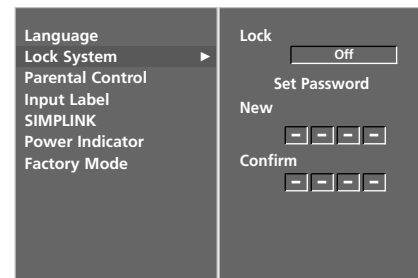 Language
Lock System ►
Parental Control
Input Label
SIMPLINK
Power Indicator
Factory Mode
Lock
Off
Set Password
New
– – – –
Confirm
– – – –